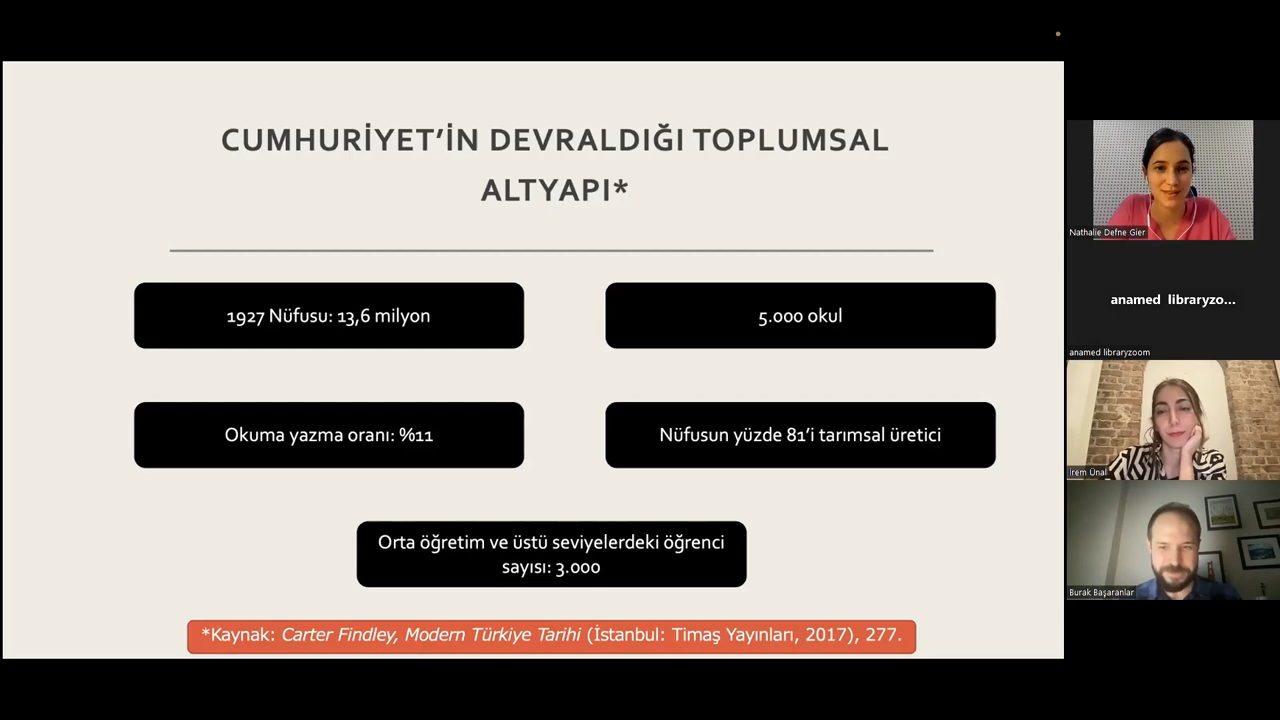 CUMHURİYET’İN DEVRALDIĞI TOPLUMSAL
ALTYAPI*
1927 Nüfusu: 13,6 milyon
5.000 okul
Okuma yazma oranı: %11
Nüfusun yüzde 81’i tarımsal üretici
Orta öğretim ve üstü seviyelerdeki öğrenci
sayısı: 3.000
*Kaynak: Carter Findley, Modern Türkiye Tarihi (İstanbul: Timaş Yayınları, 2017), 277.
Nathalie Defne Gier
anamed libraryzo...
anamed libraryzoom
Irem Ünal
Burak Başaranlar